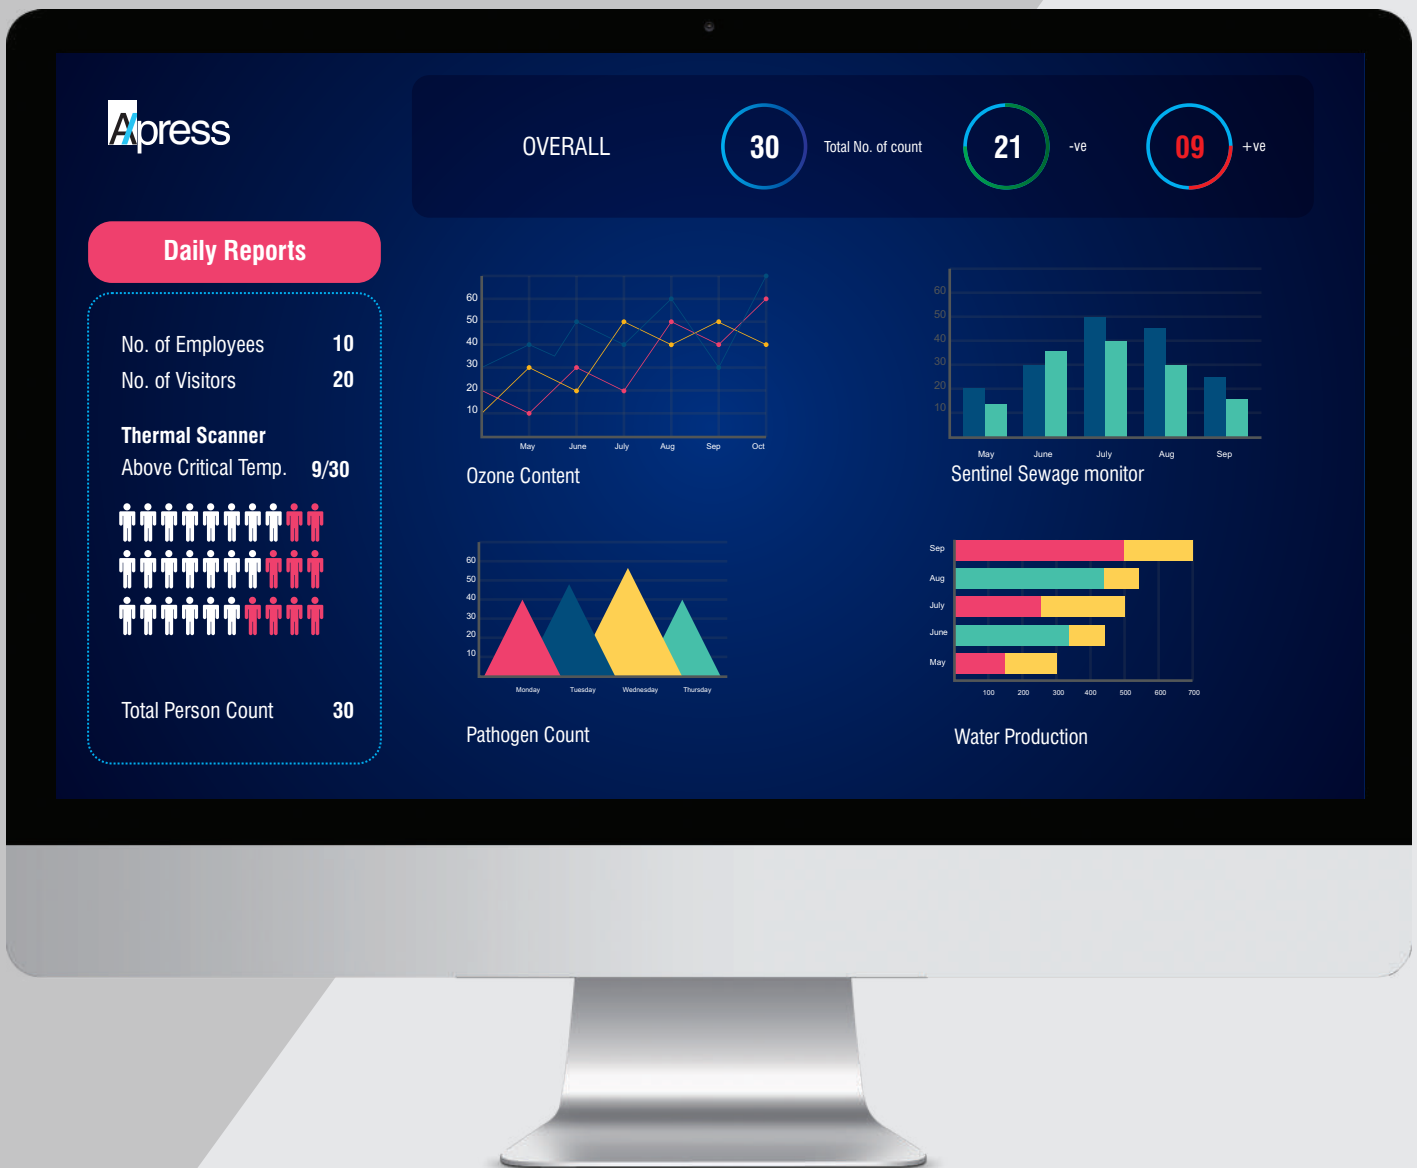 Apress
OVERALL
30
Total No. of count
21
-ve
09
+ve
Daily Reports
No. of Employees 10
No. of Visitors 20
Thermal Scanner
Above Critical Temp. 9/30
Total Person Count 30
60
50
40
30
20
10
May June July Aug Sep Oct
Ozone Content
60
50
40
30
20
10
May June July Aug Sep
Sentinel Sewage monitor
60
50
40
30
20
10
Monday Tuesday Wednesday Thursday
Pathogen Count
Sep
Aug
July
June
May
100 200 300 400 500 600 700
Water Production